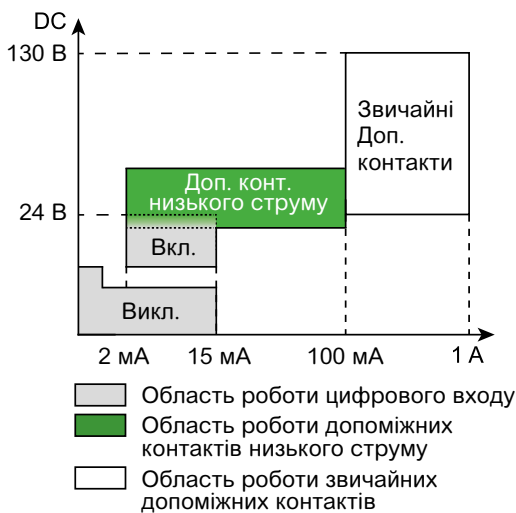 DC
130 В
Звичайні
Доп.
контакти
Доп. конт.
низького струму
24 В
Вкл.
Викл.
2 мА 15 мА 100 мА 1 А
Область роботи цифрового входу
Область роботи допоміжних
контактів низького струму
Область роботи звичайних
допоміжних контактів